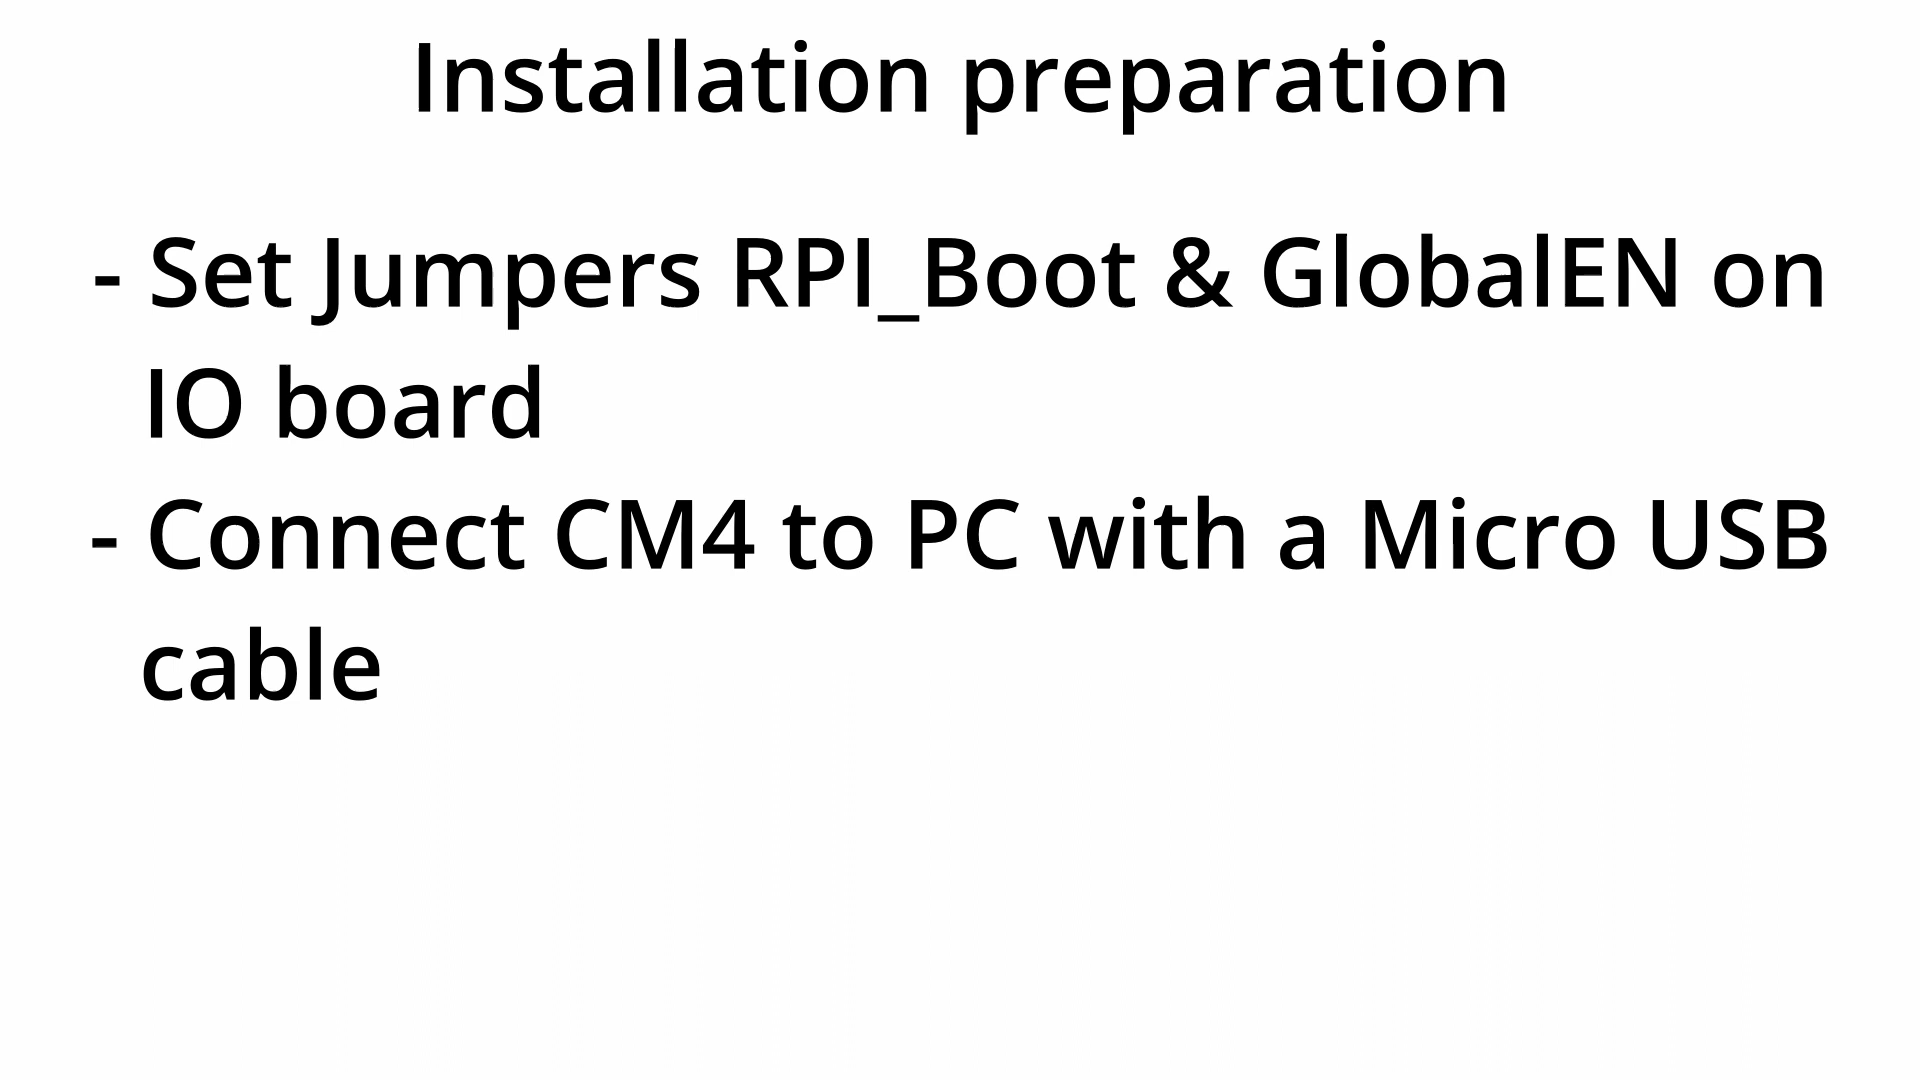 Installation preparation
- Set Jumpers RPI_Boot & GlobalEN on
IO board
- Connect CM4 to PC with a Micro USB
cable